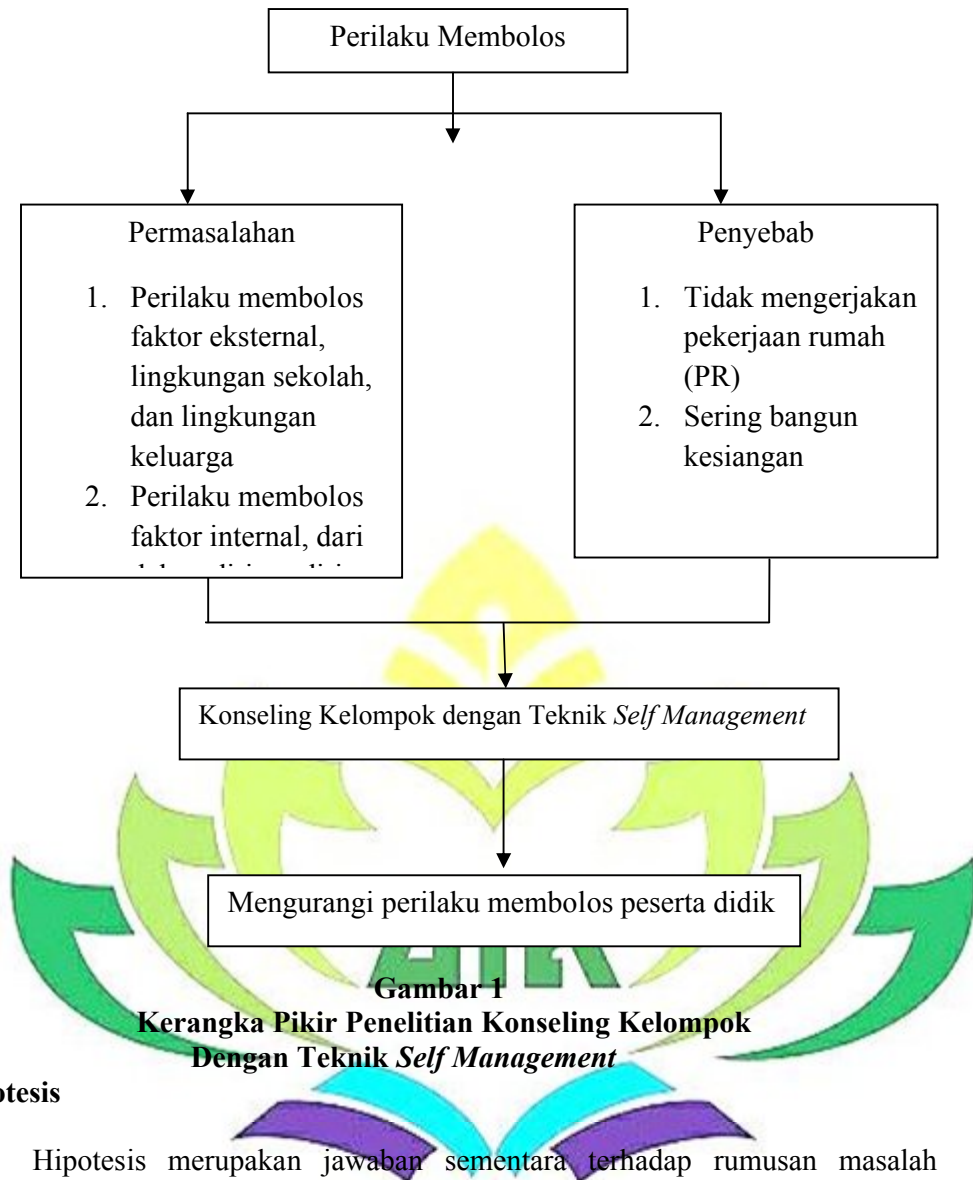 Perilaku Membolos
Permasalahan
1. Perilaku membolos
faktor eksternal,
lingkungan sekolah,
dan lingkungan
keluarga
2. Perilaku membolos
faktor internal, dari
Penyebab
1. Tidak mengerjakan
pekerjaan rumah
(PR)
2. Sering bangun
kesiangan
Konseling Kelompok dengan Teknik Self Management
Mengurangi perilaku membolos peserta didik
Gambar 1
Kerangka Pikir Penelitian Konseling Kelompok
Dengan Teknik Self Management
otesis
Hipotesis merupakan jawaban sementara terhadap rumusan masalah